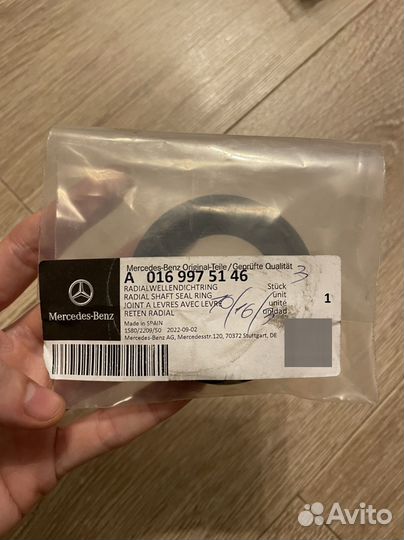 Mercedes-Benz Original-Teile/Geprüfte Qualität
A 016 997 51 46 3
RADIALWELLENDICHTRING Stück
RADIAL SHAFT SEAL RING unit
JOINT A LEVRES AVEC LEVRE unité 1
RETEN RADIAL unidad
Mercedes-Benz
Made in SPAIN
1580/2209/50 2022-09-02
Mercedes-Benz AG, Mercedesstr.120, 70372 Stuttgart, DE
Avito